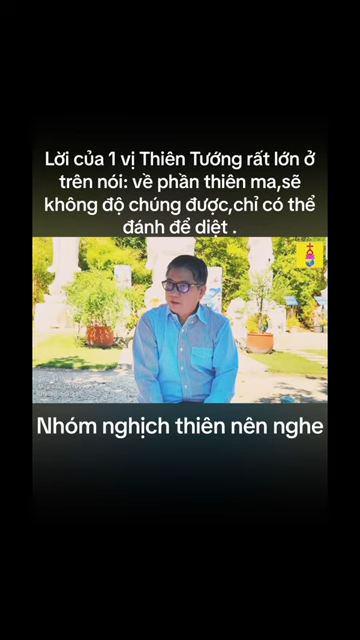 Lời của 1 vị Thiên Tướng rất lớn ở
trên nói: về phần thiên ma,sẽ
không độ chúng được,chỉ có thể
đánh để diệt .
Nhóm nghịch thiên nên nghe